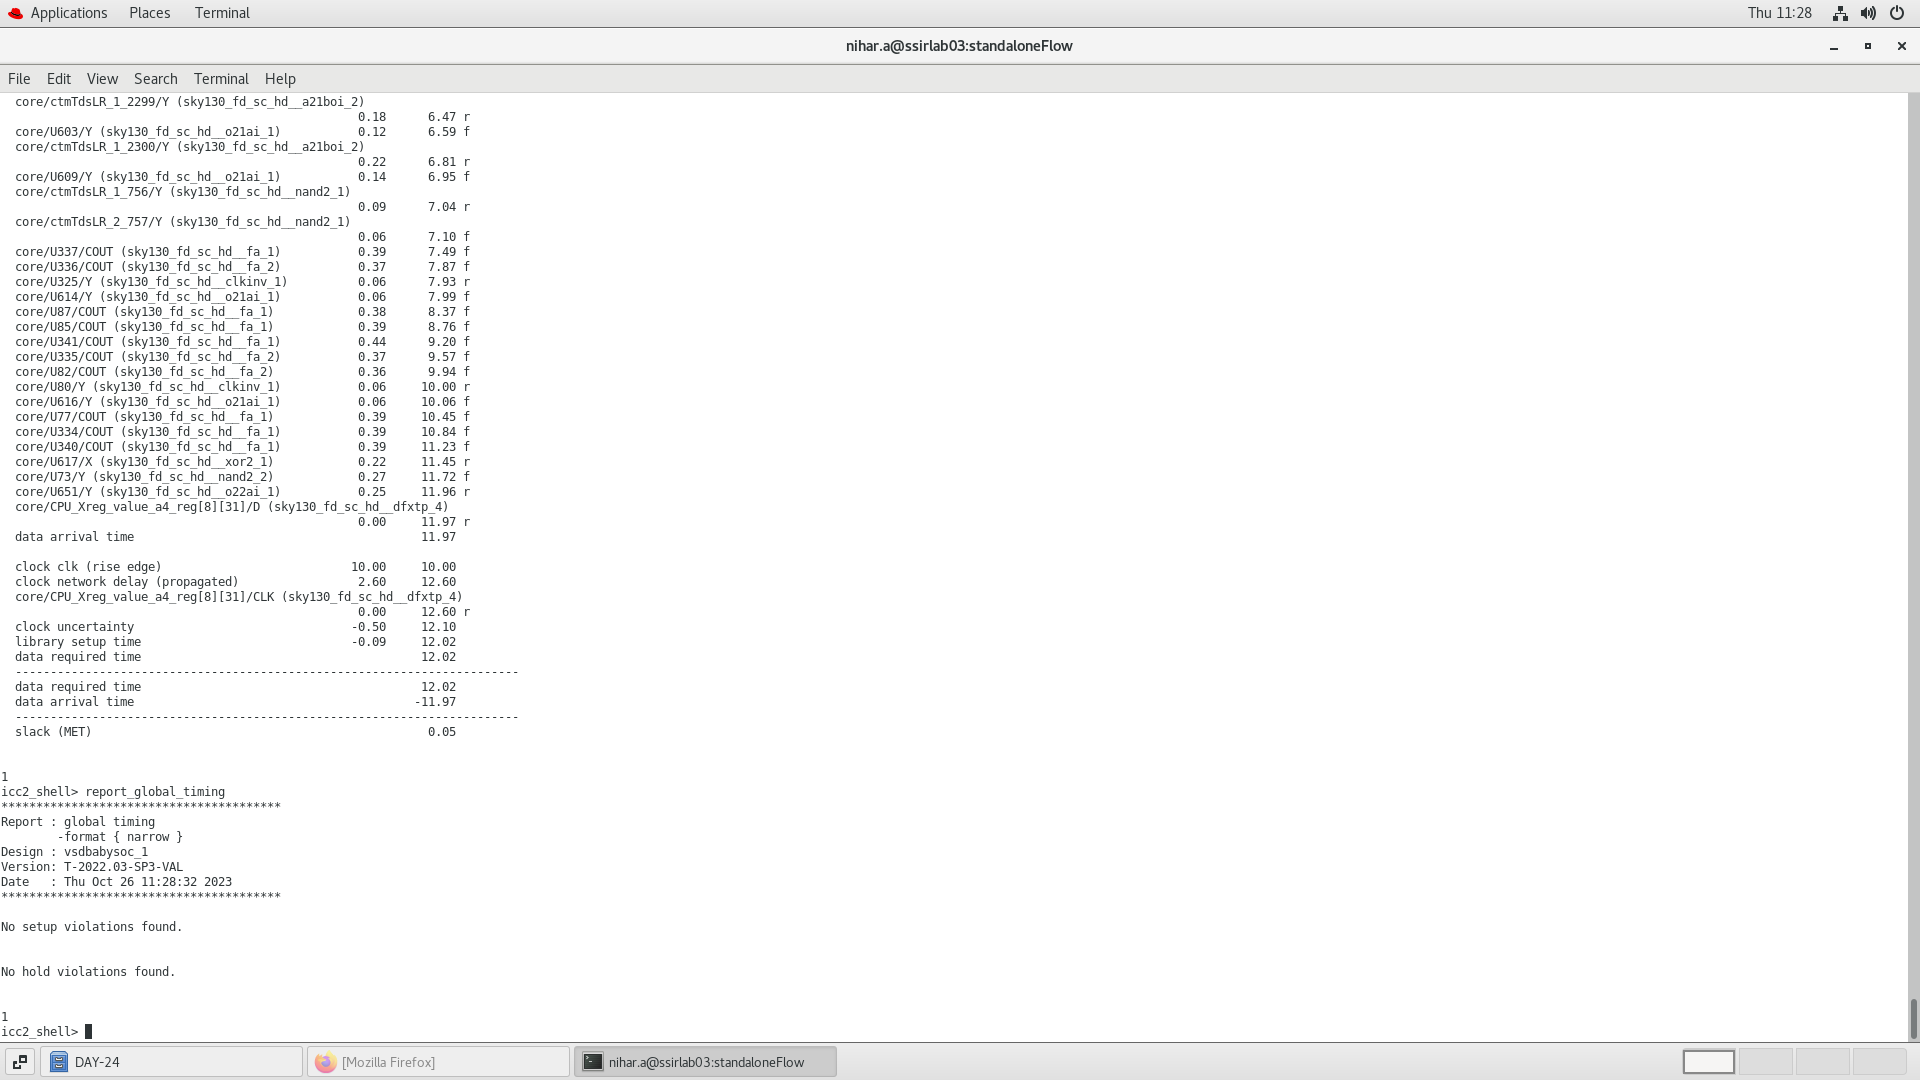 Applications Places Terminal Thu 11:28
nihar.a@ssirlab03:standaloneFlow
File Edit View Search Terminal Help
core/ctmTdsLR_1_2299/Y (sky130_fd_sc_hd__a21boi_2)
0.18 6.47 r
core/U603/Y (sky130_fd_sc_hd__o21ai_1) 0.12 6.59 f
core/ctmTdsLR_1_2300/Y (sky130_fd_sc_hd__a21boi_2)
0.22 6.81 r
core/U609/Y (sky130_fd_sc_hd__o21ai_1) 0.14 6.95 f
core/ctmTdsLR_1_756/Y (sky130_fd_sc_hd__nand2_1)
0.09 7.04 r
core/ctmTdsLR_2_757/Y (sky130_fd_sc_hd__nand2_1)
0.06 7.10 f
core/U337/COUT (sky130_fd_sc_hd__fa_1) 0.39 7.49 f
core/U336/COUT (sky130_fd_sc_hd__fa_2) 0.37 7.87 f
core/U325/Y (sky130_fd_sc_hd__clkinv_1) 0.06 7.93 r
core/U614/Y (sky130_fd_sc_hd__o21ai_1) 0.06 7.99 f
core/U87/COUT (sky130_fd_sc_hd__fa_1) 0.38 8.37 f
core/U85/COUT (sky130_fd_sc_hd__fa_1) 0.39 8.76 f
core/U341/COUT (sky130_fd_sc_hd__fa_1) 0.44 9.20 f
core/U335/COUT (sky130_fd_sc_hd__fa_2) 0.37 9.57 f
core/U82/COUT (sky130_fd_sc_hd__fa_2) 0.36 9.94 f
core/U80/Y (sky130_fd_sc_hd__clkinv_1) 0.06 10.00 r
core/U616/Y (sky130_fd_sc_hd__o21ai_1) 0.06 10.06 f
core/U77/COUT (sky130_fd_sc_hd__fa_1) 0.39 10.45 f
core/U334/COUT (sky130_fd_sc_hd__fa_1) 0.39 10.84 f
core/U340/COUT (sky130_fd_sc_hd__fa_1) 0.39 11.23 f
core/U617/X (sky130_fd_sc_hd__xor2_1) 0.22 11.45 r
core/U73/Y (sky130_fd_sc_hd__nand2_2) 0.27 11.72 f
core/U651/Y (sky130_fd_sc_hd__o22ai_1) 0.25 11.96 r
core/CPU_Xreg_value_a4_reg[8][31]/D (sky130_fd_sc_hd__dfxtp_4)
0.00 11.97 r
data arrival time 11.97
clock clk (rise edge) 10.00 10.00
clock network delay (propagated) 2.60 12.60
core/CPU_Xreg_value_a4_reg[8][31]/CLK (sky130_fd_sc_hd__dfxtp_4)
0.00 12.60 r
clock uncertainty -0.50 12.10
library setup time -0.09 12.02
data required time 12.02
------------------------------------------------------------------------
data required time 12.02
data arrival time -11.97
------------------------------------------------------------------------
slack (MET) 0.05
1
icc2_shell> report_global_timing
****************************************
Report : global timing
-format { narrow }
Design : vsdbabysoc_1
Version: T-2022.03-SP3-VAL
Date : Thu Oct 26 11:28:32 2023
****************************************
No setup violations found.
No hold violations found.
1
icc2_shell>
DAY-24 [Mozilla Firefox] nihar.a@ssirlab03:standaloneFlow